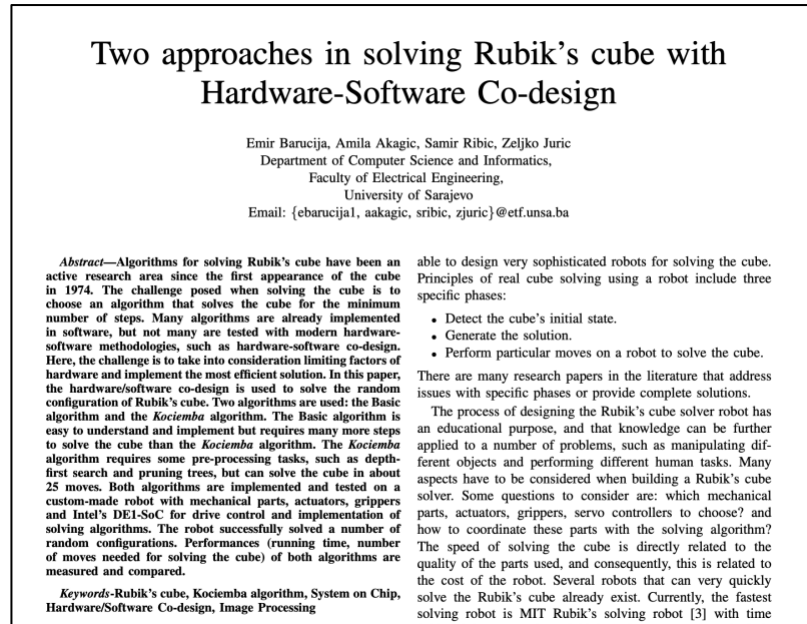 Two approaches in solving Rubik's cube with
Hardware-Software Co-design
Emir Barucija, Amila Akagic, Samir Ribic, Zeljko Juric
Department of Computer Science and Informatics,
Faculty of Electrical Engineering,
University of Sarajevo
Email: {ebarucija1, aakagic, sribic, zjuric}@etf.unsa.ba
Abstract—Algorithms for solving Rubik's cube have been an
active research area since the first appearance of the cube
in 1974. The challenge posed when solving the cube is to
choose an algorithm that solves the cube for the minimum
number of steps. Many algorithms are already implemented
in software, but not many are tested with modern hardware-
software methodologies, such as hardware-software co-design.
Here, the challenge is to take into consideration limiting factors of
hardware and implement the most efficient solution. In this paper,
the hardware/software co-design is used to solve the random
configuration of Rubik's cube. Two algorithms are used: the Basic
algorithm and the Kociemba algorithm. The Basic algorithm is
easy to understand and implement but requires many more steps
to solve the cube than the Kociemba algorithm. The Kociemba
algorithm requires some pre-processing tasks, such as depth-
first search and pruning trees, but can solve the cube in about
25 moves. Both algorithms are implemented and tested on a
custom-made robot with mechanical parts, actuators, grippers
and Intel's DE1-SoC for drive control and implementation of
solving algorithms. The robot successfully solved a number of
random configurations. Performances (running time, number
of moves needed for solving the cube) of both algorithms are
measured and compared.
Keywords-Rubik's cube, Kociemba algorithm, System on Chip,
Hardware/Software Co-design, Image Processing
able to design very sophisticated robots for solving the cube.
Principles of real cube solving using a robot include three
specific phases:
• Detect the cube's initial state.
• Generate the solution.
• Perform particular moves on a robot to solve the cube.
There are many research papers in the literature that address
issues with specific phases or provide complete solutions.
The process of designing the Rubik's cube solver robot has
an educational purpose, and that knowledge can be further
applied to a number of problems, such as manipulating dif-
ferent objects and performing different human tasks. Many
aspects have to be considered when building a Rubik's cube
solver. Some questions to consider are: which mechanical
parts, actuators, grippers, servo controllers to choose? and
how to coordinate these parts with the solving algorithm?
The speed of solving the cube is directly related to the
quality of the parts used, and consequently, this is related to
the cost of the robot. Several robots that can very quickly
solve the Rubik's cube already exist. Currently, the fastest
solving robot is MIT Rubik's solving robot [3] with time